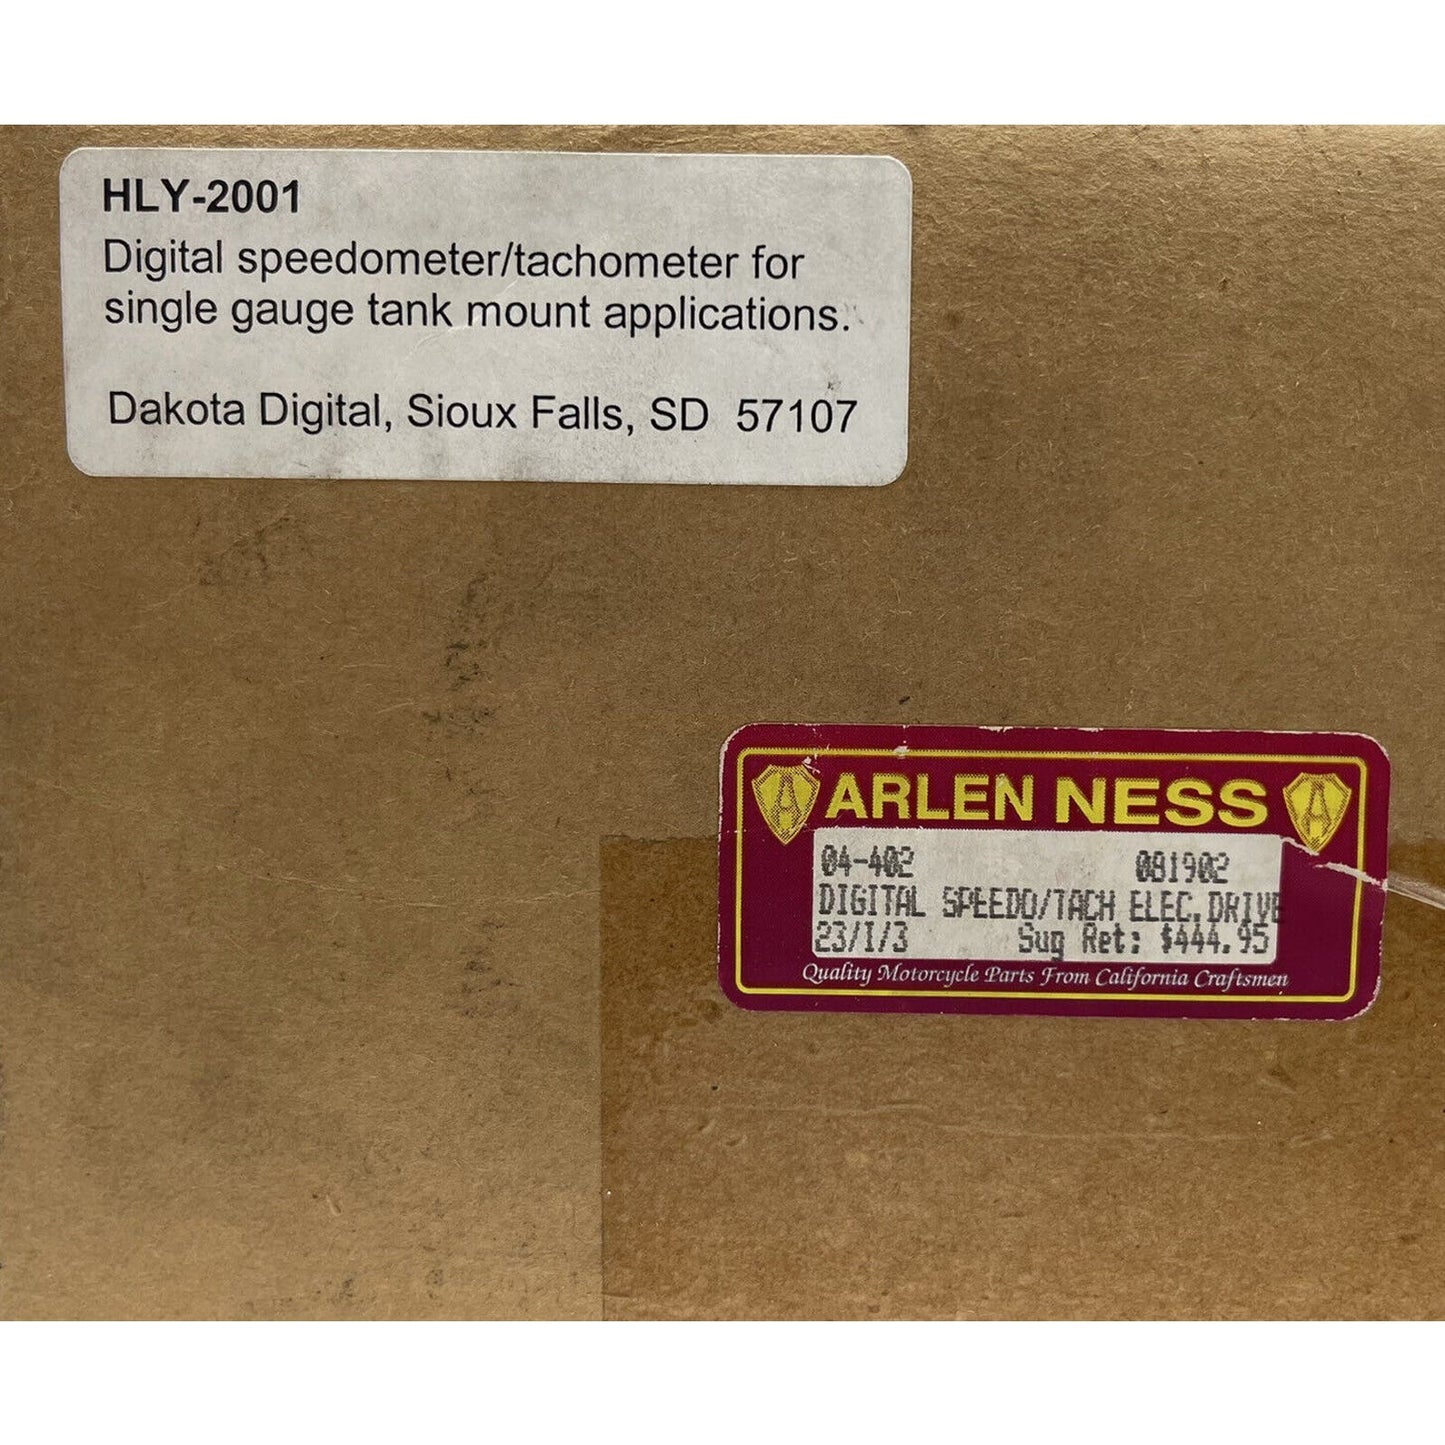 HLY-2001
Digital speedometer/tachometer for
single gauge tank mount applications.
Dakota Digital, Sioux Falls, SD 57107
A ARLEN NESS A
04-402 081902
DIGITAL SPEEDO/TACH ELEC.DRIVE
23/1/3 Sug Ret: $444.95
Quality Motorcycle Parts From California Craftsmen